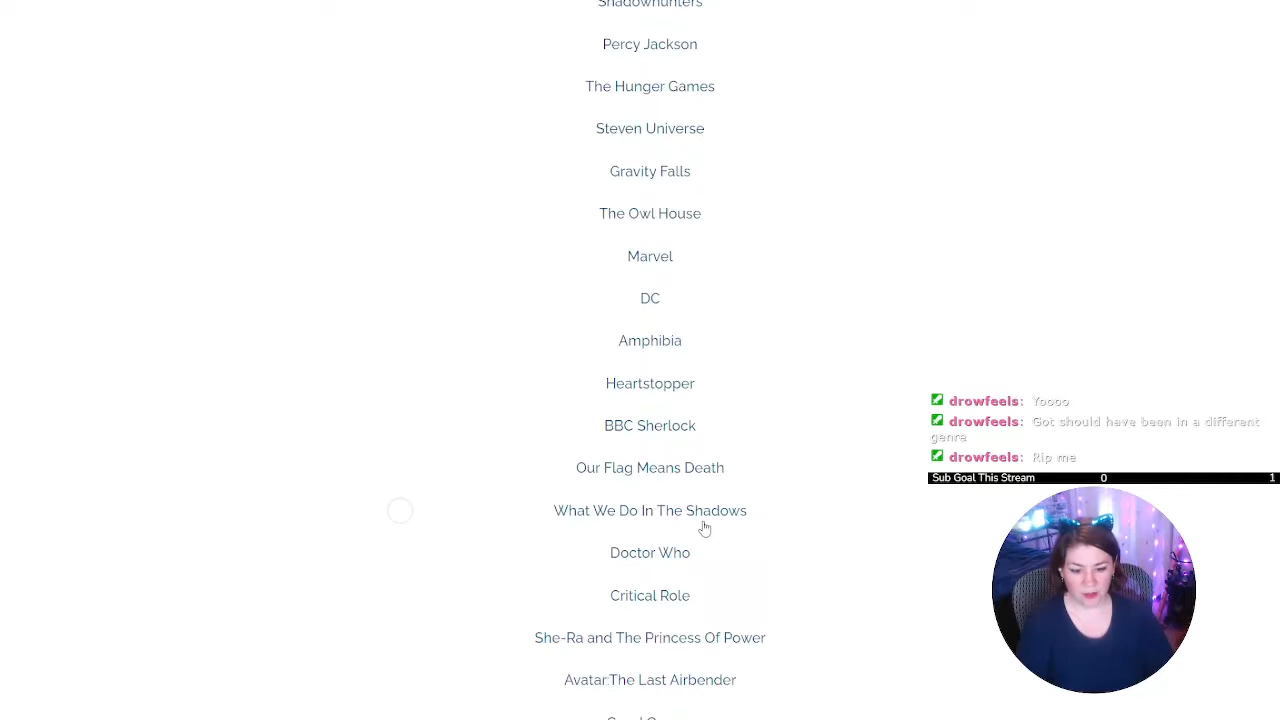 Shadowhunters
Percy Jackson
The Hunger Games
Steven Universe
Gravity Falls
The Owl House
Marvel
DC
Amphibia
Heartstopper
BBC Sherlock
Our Flag Means Death
What We Do In The Shadows
Doctor Who
Critical Role
She-Ra and The Princess Of Power
Avatar:The Last Airbender
drowfeels: Yoooo
drowfeels: Got should have been in a different
genre
drowfeels: Rip me
Sub Goal This Stream 0 1